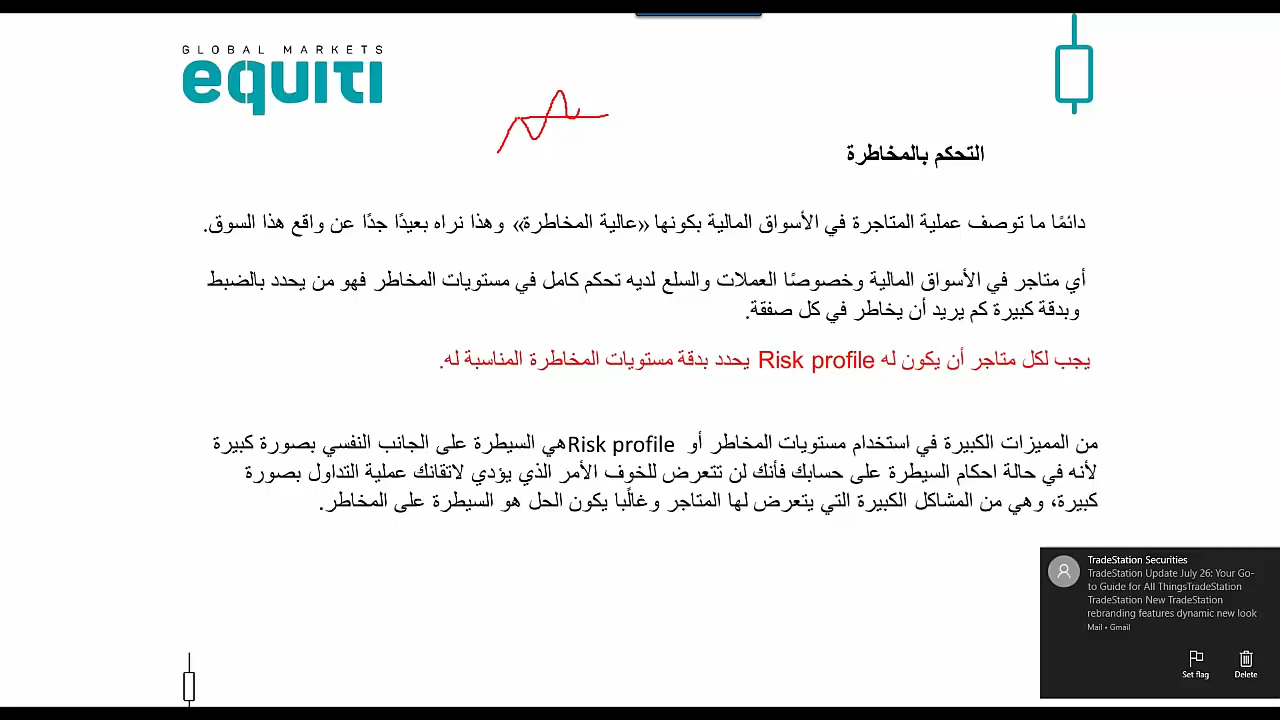 GLOBAL MARKETS
equiti
التحكم بالمخاطرة
دائمًا ما توصف عملية المتاجرة في الأسواق المالية بكونها «عالية المخاطرة» وهذا نراه بعيدًا جدًا عن واقع هذا السوق.
أي متاجر في الأسواق المالية وخصوصًا العملات والسلع لديه تحكم كامل في مستويات المخاطر فهو من يحدد بالضبط
وبدقة كبيرة كم يريد أن يخاطر في كل صفقة.
يجب لكل متاجر أن يكون له Risk profile يحدد بدقة مستويات المخاطرة المناسبة له.
من المميزات الكبيرة في استخدام مستويات المخاطر أو Risk profile هي السيطرة على الجانب النفسي بصورة كبيرة
لأنه في حالة احكام السيطرة على حسابك فأنك لن تتعرض للخوف الأمر الذي يؤدي لاتقانك عملية التداول بصورة
كبيرة، وهي من المشاكل الكبيرة التي يتعرض لها المتاجر وغالبًا يكون الحل هو السيطرة على المخاطر.
TradeStation Securities
TradeStation Update July 26: Your Go-
to Guide for All ThingsTradeStation
TradeStation New TradeStation
rebranding features dynamic new look
Mail • Gmail
Set flag
Delete